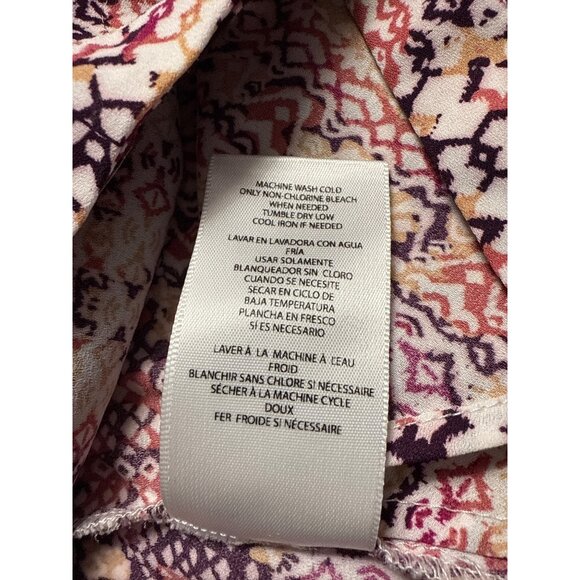 MACHINE WASH COLD
ONLY NON-CHLORINE BLEACH
WHEN NEEDED
TUMBLE DRY LOW
COOL IRON IF NEEDED
LAVAR EN LAVADORA CON AGUA
FRÍA
USAR SOLAMENTE
BLANQUEADOR SIN CLORO
CUANDO SE NECESITE
SECAR EN CICLO DE
BAJA TEMPERATURA
PLANCHA EN FRESCO
SÍ ES NECESARIO
LAVER À LA MACHINE À L'EAU
FROID
BLANCHIR SANS CHLORE SI NÉCESSAIRE
SÉCHER À LA MACHINE CYCLE
DOUX
FER FROIDE SI NÉCESSAIRE